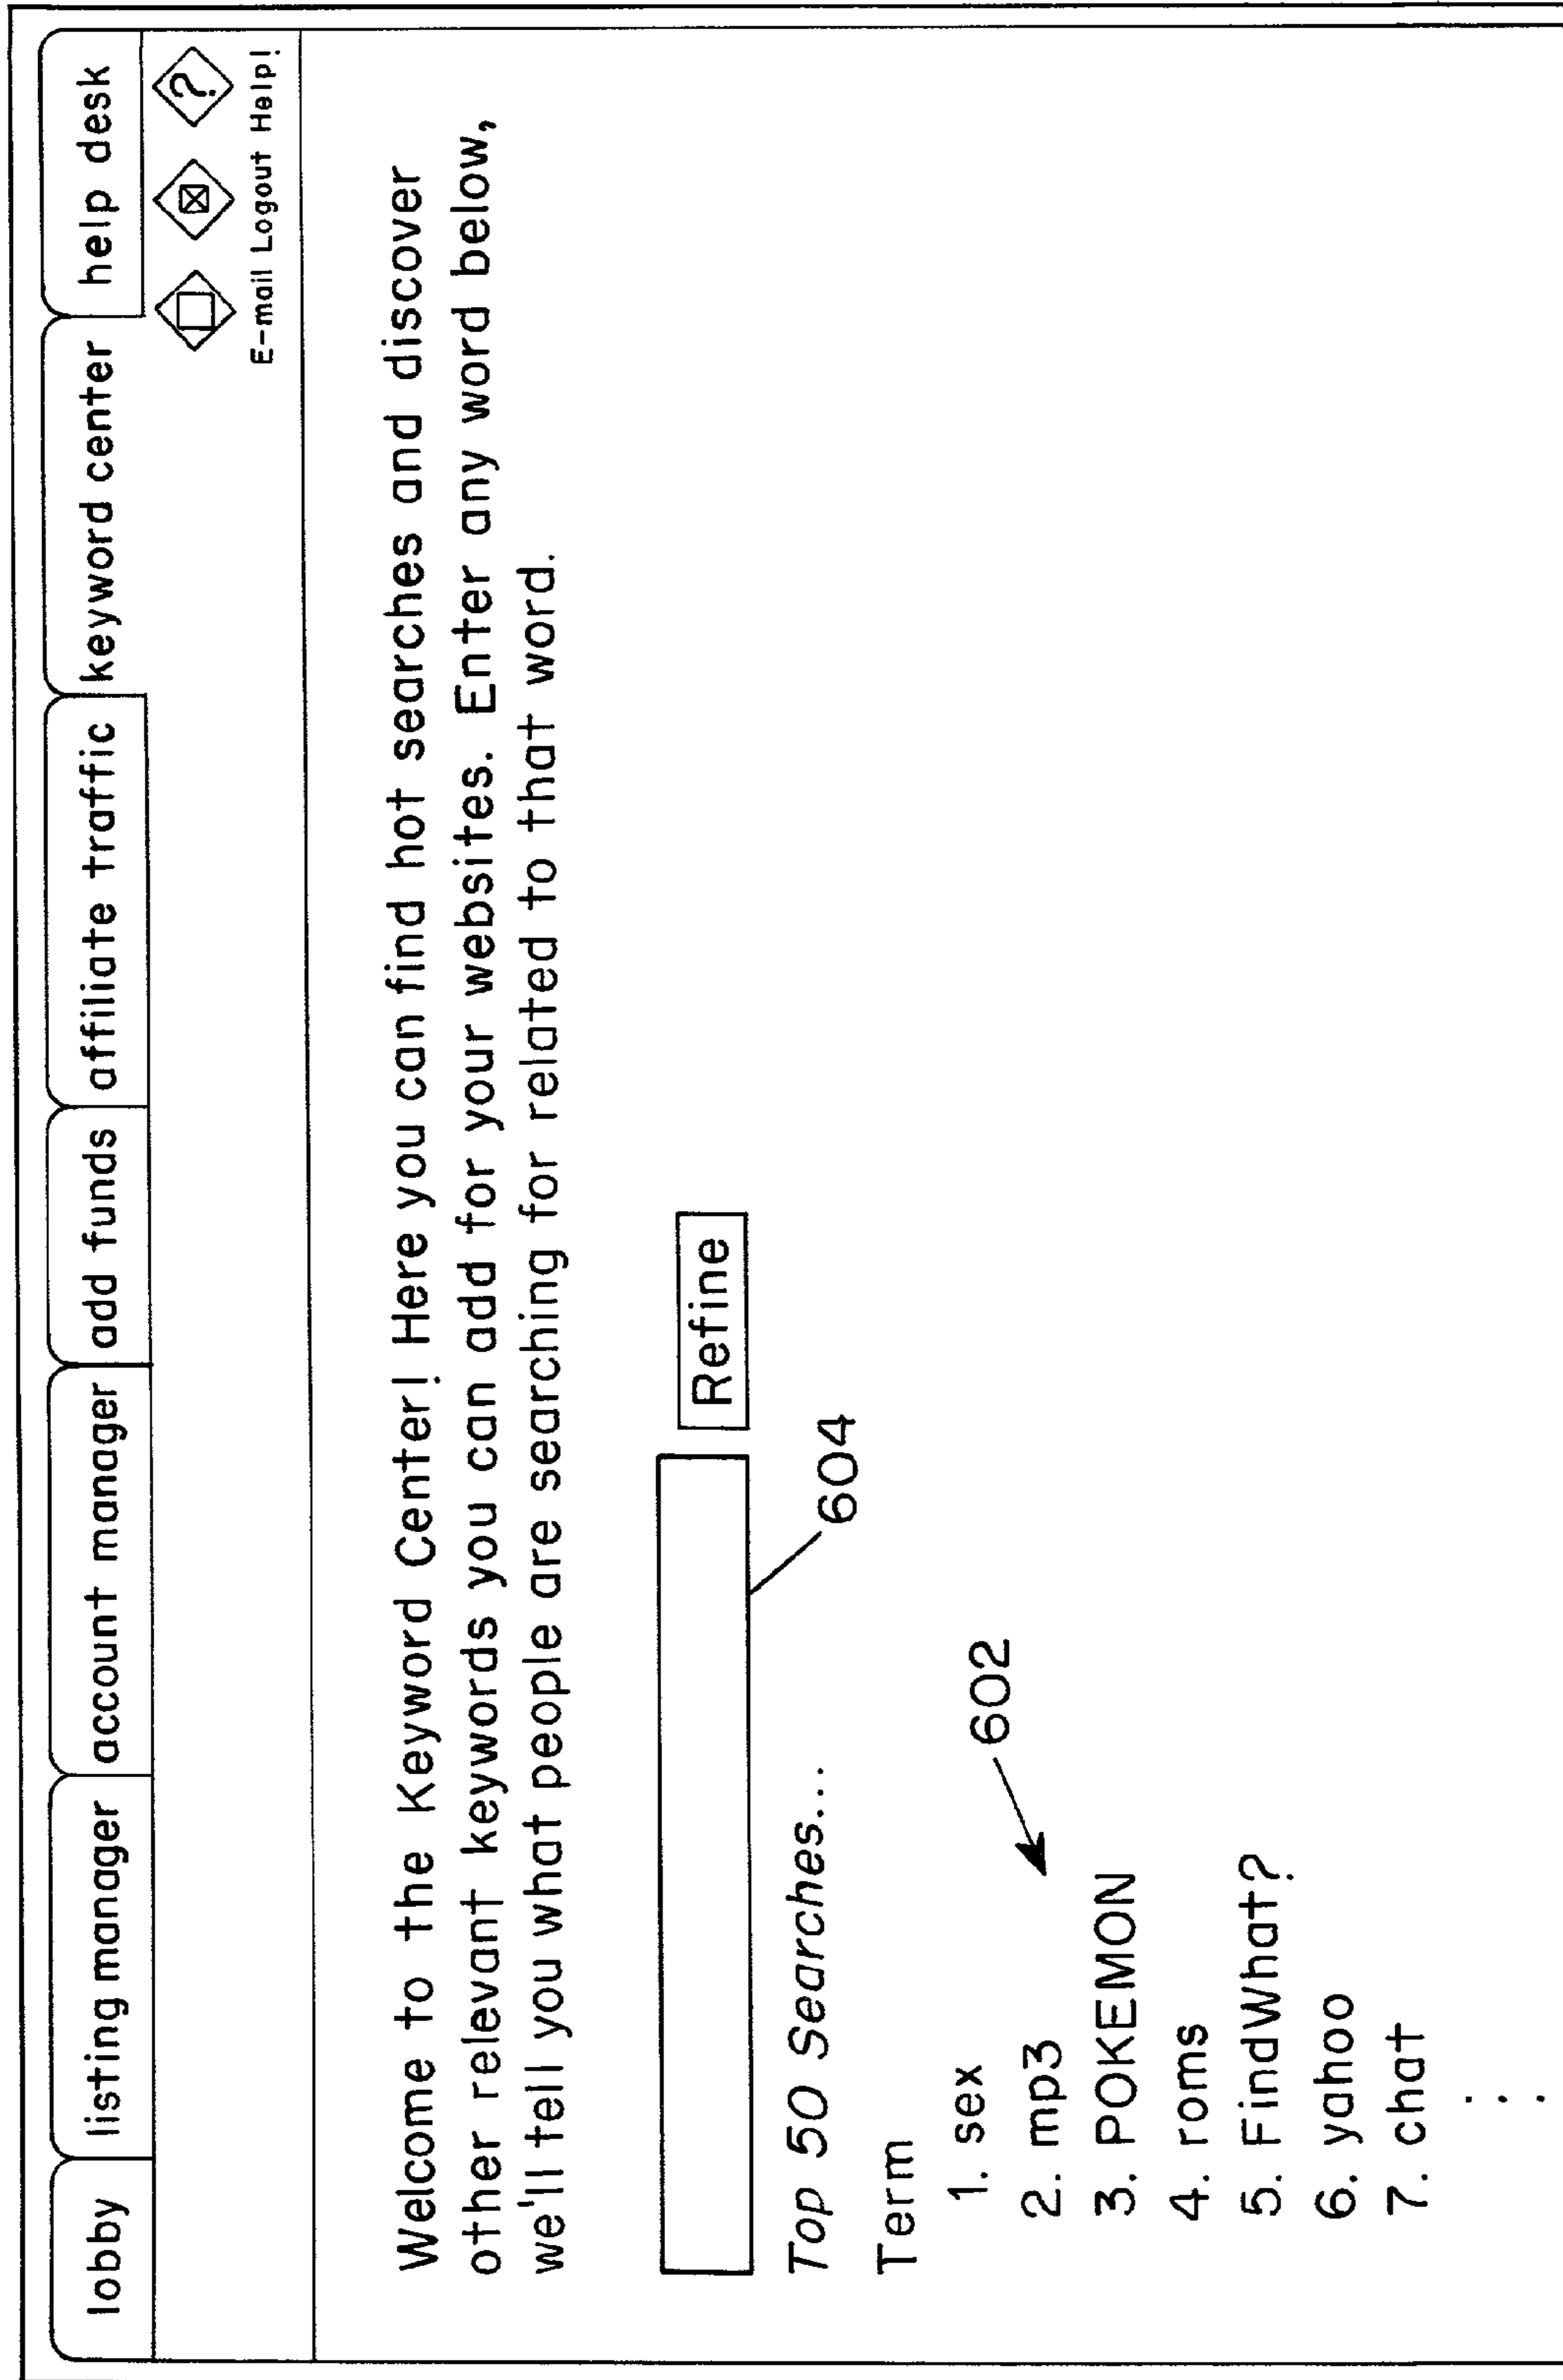 lobby listing manager account manager add funds affiliate traffic keyword center help desk
?
E-mail Logout Help!
Welcome to the Keyword Center! Here you can find hot searches and discover
other relevant keywords you can add for your websites. Enter any word below,
we'll tell you what people are searching for related to that word.
Refine
604
Top 50 Searches...
Term
602
1. sex
2. mp3
3. POKEMON
4. roms
5. FindWhat?
6. yahoo
7. chat